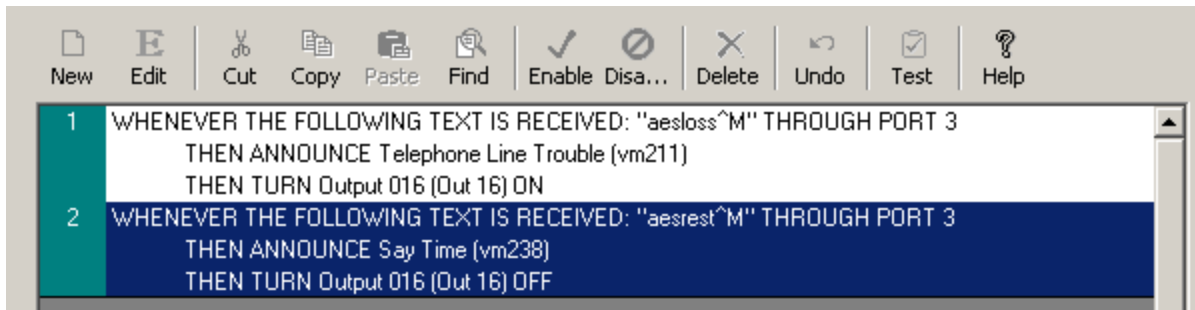 New Edit Cut Copy Paste Find Enable Disa... Delete Undo Test Help
1 WHENEVER THE FOLLOWING TEXT IS RECEIVED: "aesloss^M" THROUGH PORT 3
THEN ANNOUNCE Telephone Line Trouble (vm211)
THEN TURN Output 016 (Out 16) ON
2 WHENEVER THE FOLLOWING TEXT IS RECEIVED: "aesrest^M" THROUGH PORT 3
THEN ANNOUNCE Say Time (vm238)
THEN TURN Output 016 (Out 16) OFF